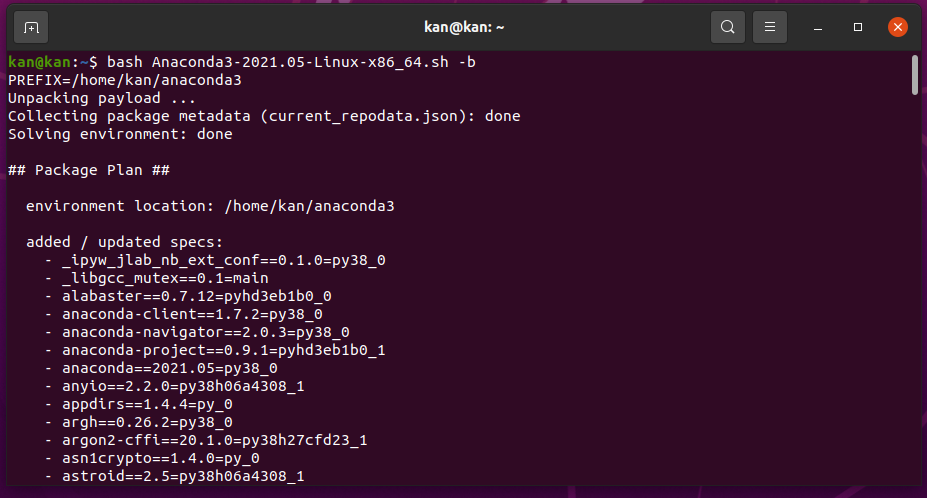 kan@kan: ~
kan@kan:~$ bash Anaconda3-2021.05-Linux-x86_64.sh -b
PREFIX=/home/kan/anaconda3
Unpacking payload ...
Collecting package metadata (current_repodata.json): done
Solving environment: done
## Package Plan ##
environment location: /home/kan/anaconda3
added / updated specs:
- _ipyw_jlab_nb_ext_conf==0.1.0=py38_0
- _libgcc_mutex==0.1=main
- alabaster==0.7.12=pyhd3eb1b0_0
- anaconda-client==1.7.2=py38_0
- anaconda-navigator==2.0.3=py38_0
- anaconda-project==0.9.1=pyhd3eb1b0_1
- anaconda==2021.05=py38_0
- anyio==2.2.0=py38h06a4308_1
- appdirs==1.4.4=py_0
- argh==0.26.2=py38_0
- argon2-cffi==20.1.0=py38h27cfd23_1
- asn1crypto==1.4.0=py_0
- astroid==2.5=py38h06a4308_1